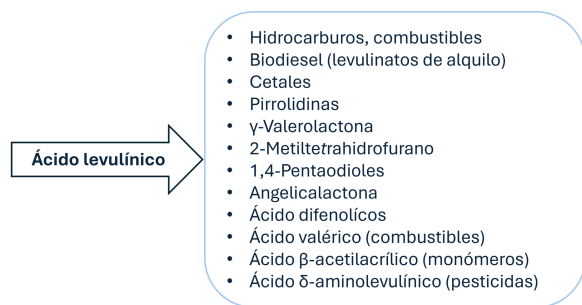 Ácido levulínico
• Hidrocarburos, combustibles
• Biodiesel (levulinatos de alquilo)
• Cetales
• Pirrolidinas
• γ-Valerolactona
• 2-Metiltetrahidrofurano
• 1,4-Pentaodioles
• Angelicalactona
• Ácido difenolícos
• Ácido valérico (combustibles)
• Ácido β-acetilacrílico (monómeros)
• Ácido δ-aminolevulínico (pesticidas)